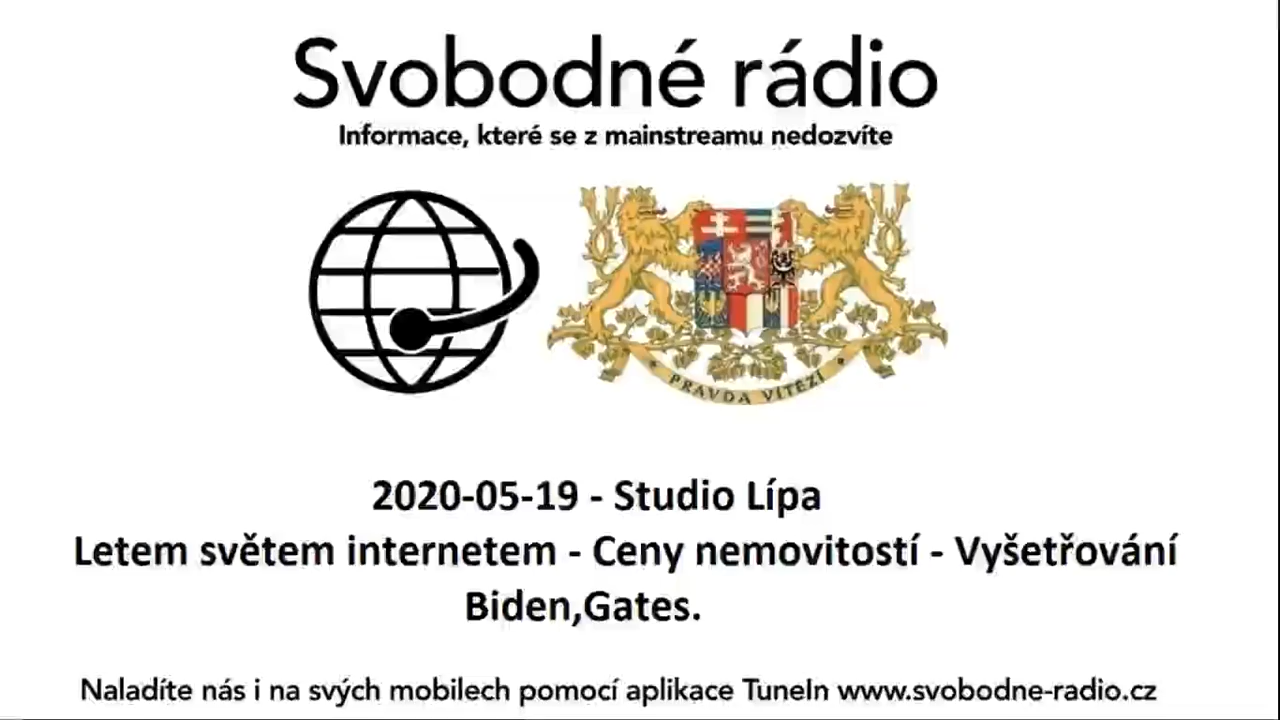 Svobodné rádio
Informace, které se z mainstreamu nedozvíte
PRAVDA VÍTĚZÍ
2020-05-19 - Studio Lípa
Letem světem internetem - Ceny nemovitostí - Vyšetřování
Biden,Gates.
Naladíte nás i na svých mobilech pomocí aplikace TuneIn www.svobodne-radio.cz